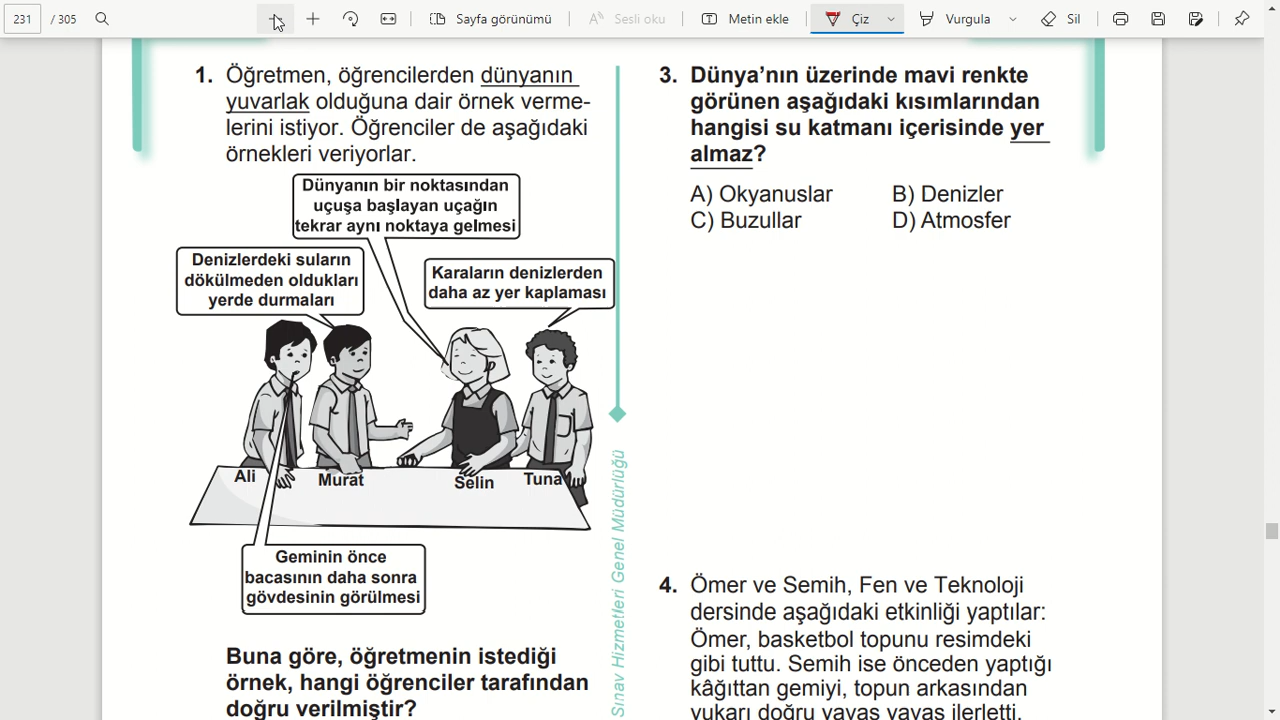 231 / 305 Sayfa görünümü Sesli oku Metin ekle Çiz Vurgula Sil
1. Öğretmen, öğrencilerden dünyanın
yuvarlak olduğuna dair örnek verme-
lerini istiyor. Öğrenciler de aşağıdaki
örnekleri veriyorlar.
Dünyanın bir noktasından
uçuşa başlayan uçağın
tekrar aynı noktaya gelmesi
Denizlerdeki suların
dökülmeden oldukları
yerde durmaları
Karaların denizlerden
daha az yer kaplaması
Ali
Murat
Selin
Tuna
Geminin önce
bacasının daha sonra
gövdesinin görülmesi
Buna göre, öğretmenin istediği
örnek, hangi öğrenciler tarafından
doğru verilmiştir?
Sınav Hizmetleri Genel Müdürlüğü
3. Dünya’nın üzerinde mavi renkte
görünen aşağıdaki kısımlarından
hangisi su katmanı içerisinde yer
almaz?
A) Okyanuslar B) Denizler
C) Buzullar D) Atmosfer
4. Ömer ve Semih, Fen ve Teknoloji
dersinde aşağıdaki etkinliği yaptılar:
Ömer, basketbol topunu resimdeki
gibi tuttu. Semih ise önceden yaptığı
kâğıttan gemiyi, topun arkasından
yukarı doğru yavaş yavaş ilerletti.